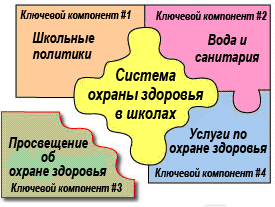 Ключевой компонент #1
Школьные
политики
Ключевой компонент #2
Вода и
санитария
Система
охраны здоровья
в школах
Просвещение
об
охране здоровья
Ключевой компонент #3
Услуги по
охране здоровья
Ключевой компонент #4